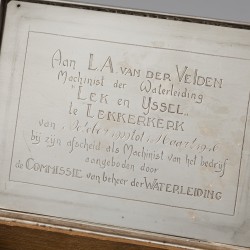 Aan L.A. VAN DER VELDEN
Machinist der Waterleiding
"LEK en YSSEL"
te LEKKERKERK
van
bij zijn afscheid als Machinist van het bedrijf
aangeboden door
de COMMISSIE van beheer der WATERLEIDING